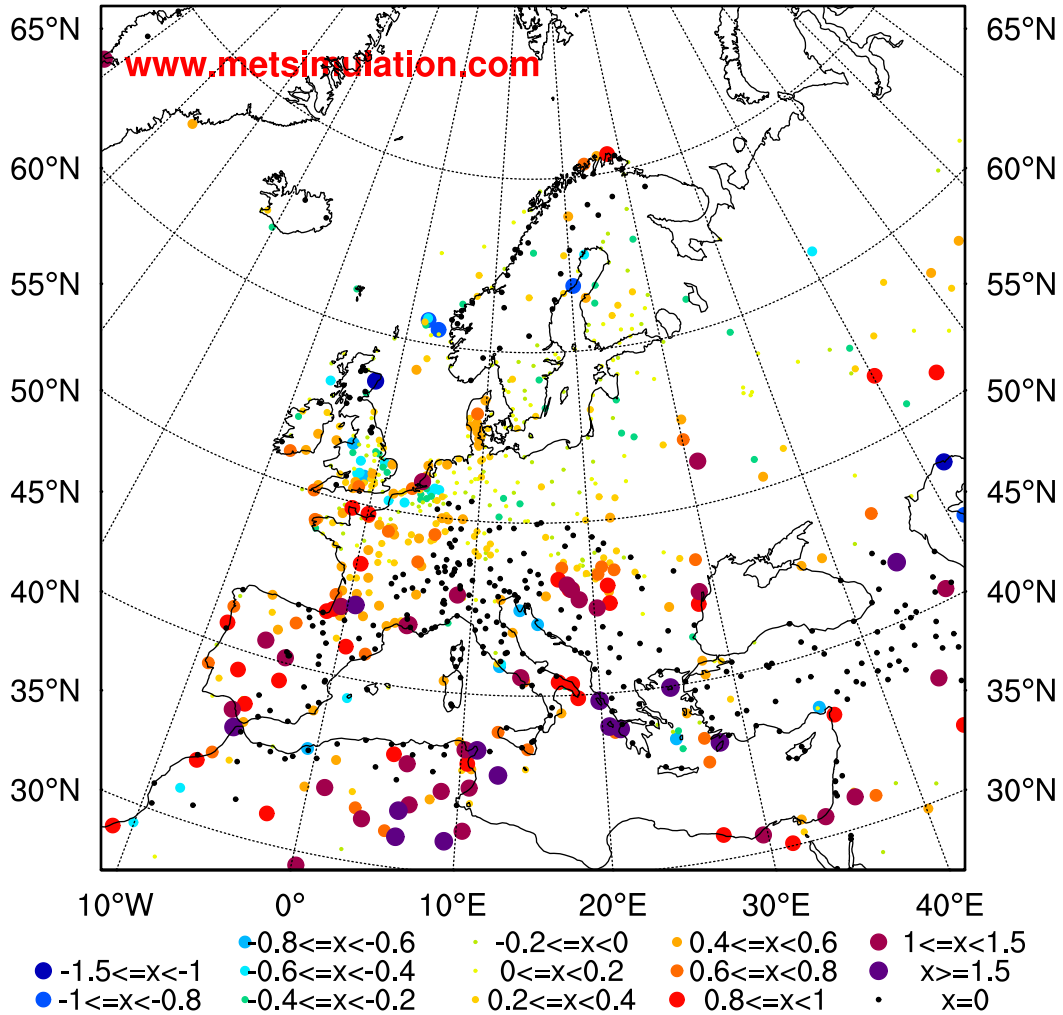 65°N 65°N
www.metsimulation.com
60°N 60°N
55°N 55°N
50°N 50°N
45°N 45°N
40°N 40°N
35°N 35°N
30°N 30°N
10°W 0° 10°E 20°E 30°E 40°E
-0.8<=x<-0.6 -0.2<=x<0 0.4<=x<0.6 1<=x<1.5
-1.5<=x<-1 -0.6<=x<-0.4 0<=x<0.2 0.6<=x<0.8 x>=1.5
-1<=x<-0.8 -0.4<=x<-0.2 0.2<=x<0.4 0.8<=x<1 x=0